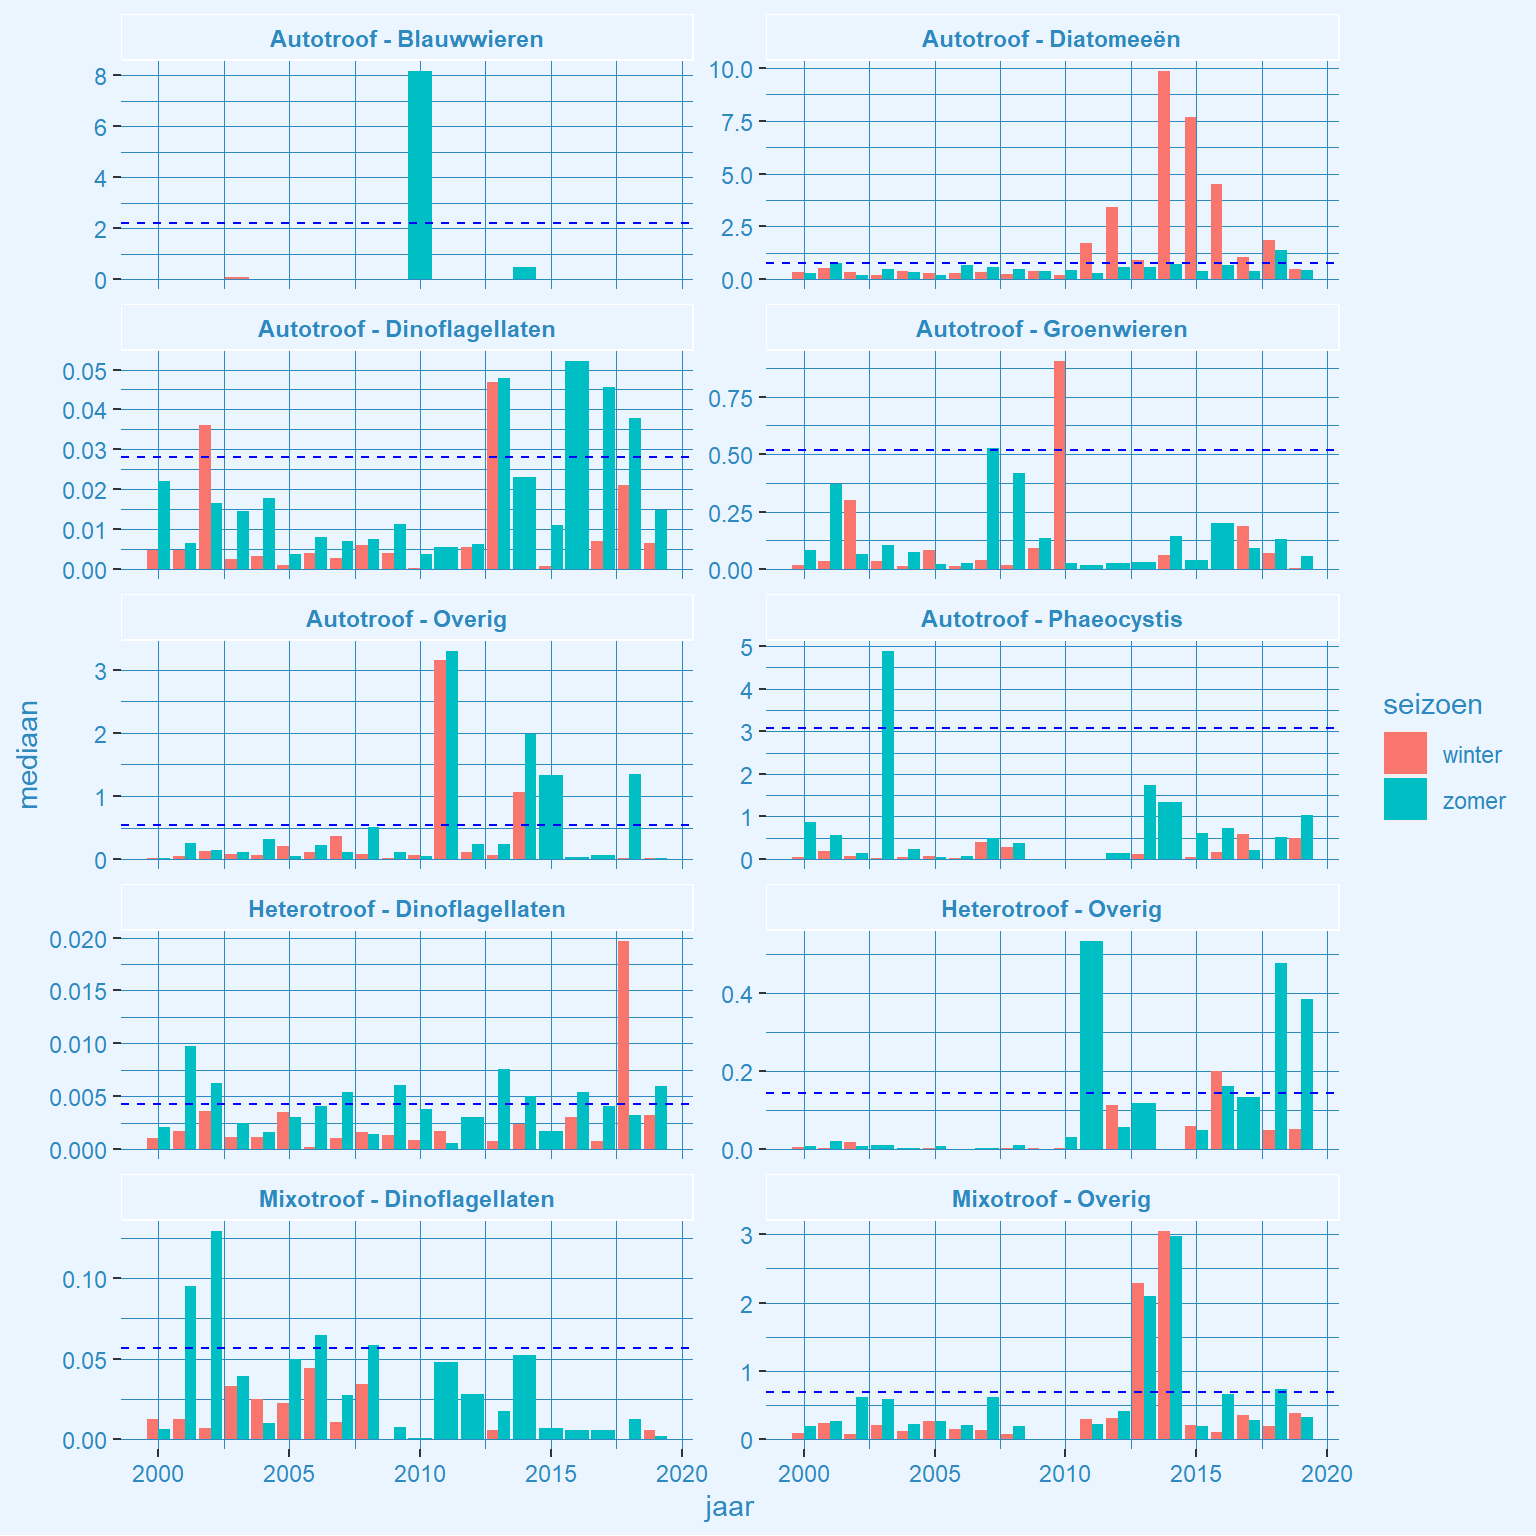 Autotroof - Blauwwieren
Autotroof - Diatomeeën
8
6
4
2
0
10.0
7.5
5.0
2.5
0.0
Autotroof - Dinoflagellaten
Autotroof - Groenwieren
0.05
0.04
0.03
0.02
0.01
0.00
0.75
0.50
0.25
0.00
Autotroof - Overig
Autotroof - Phaeocystis
3
2
1
0
5
4
3
2
1
0
mediaan
seizoen
winter
zomer
Heterotroof - Dinoflagellaten
Heterotroof - Overig
0.020
0.015
0.010
0.005
0.000
0.4
0.2
0.0
Mixotroof - Dinoflagellaten
Mixotroof - Overig
0.10
0.05
0.00
3
2
1
0
2000 2005 2010 2015 2020
2000 2005 2010 2015 2020
jaar